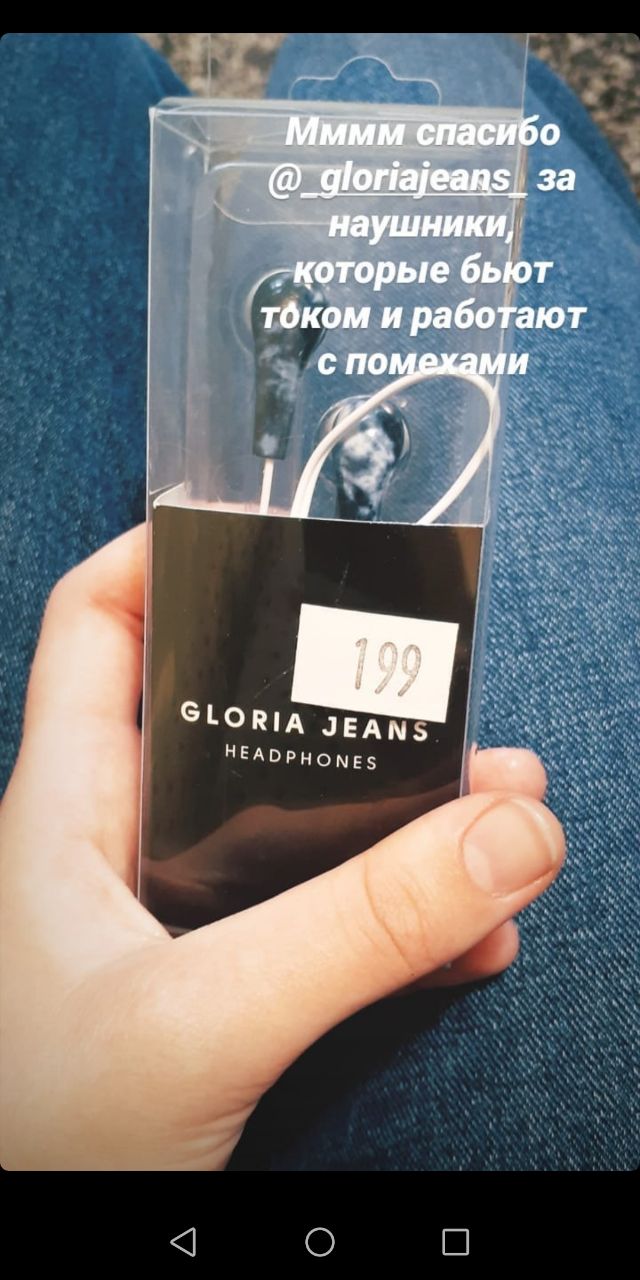 Мммм спасибо
@_gloriajeans_ за
наушники,
которые бьют
током и работают
с помехами
199
GLORIA JEANS
HEADPHONES